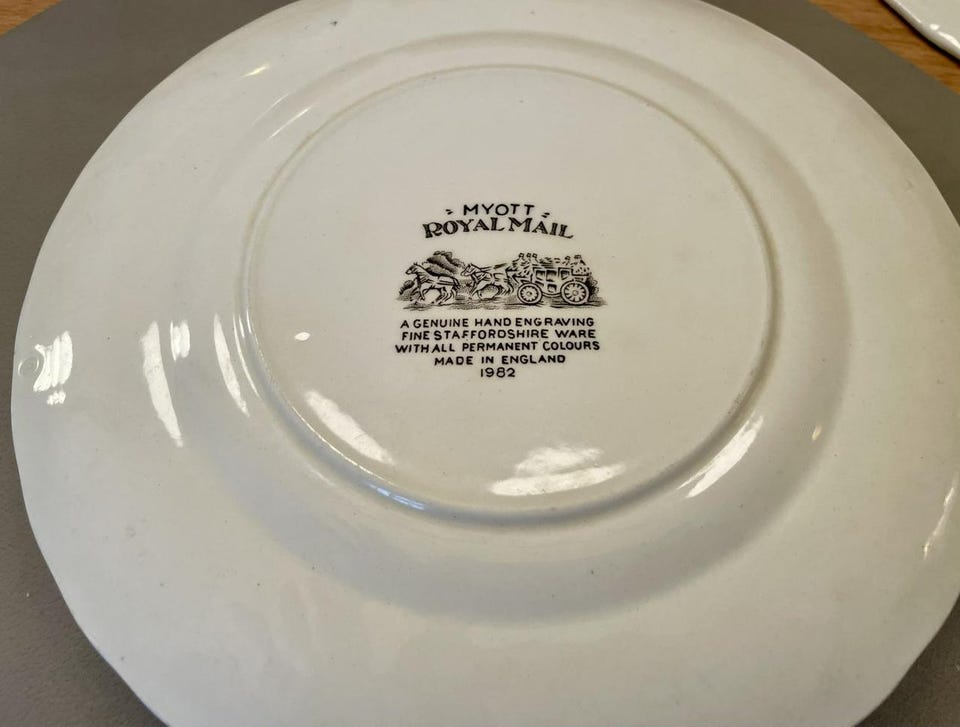 MYOTT
ROYAL MAIL
A GENUINE HAND ENGRAVING
FINE STAFFORDSHIRE WARE
WITH ALL PERMANENT COLOURS
MADE IN ENGLAND
1982